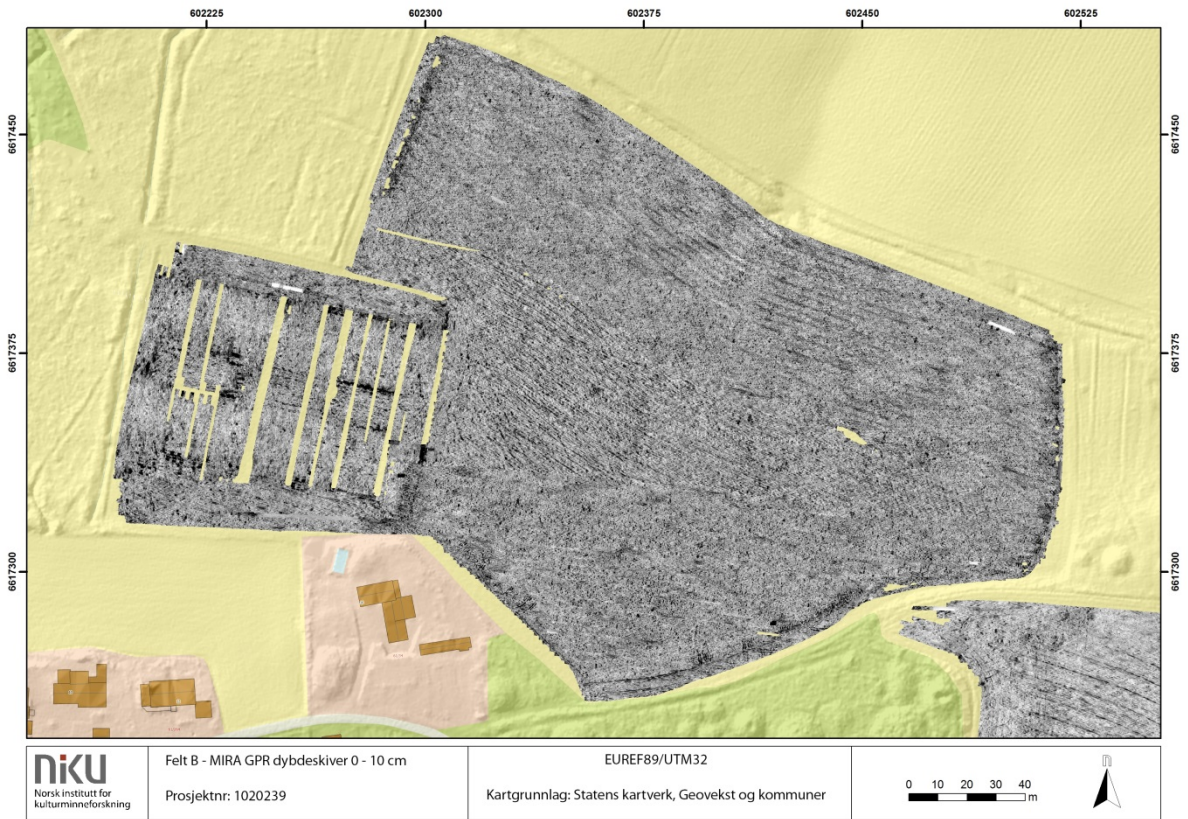 602225 602300 602375 602450 602525
6617450 6617450
6617375 6617375
6617300 6617300
niku
Norsk institutt for
kulturminneforskning
Felt B - MIRA GPR dybdeskiver 0 - 10 cm
Prosjektnr: 1020239
EUREF89/UTM32
Kartgrunnlag: Statens kartverk, Geovekst og kommuner
0 10 20 30 40
m
n